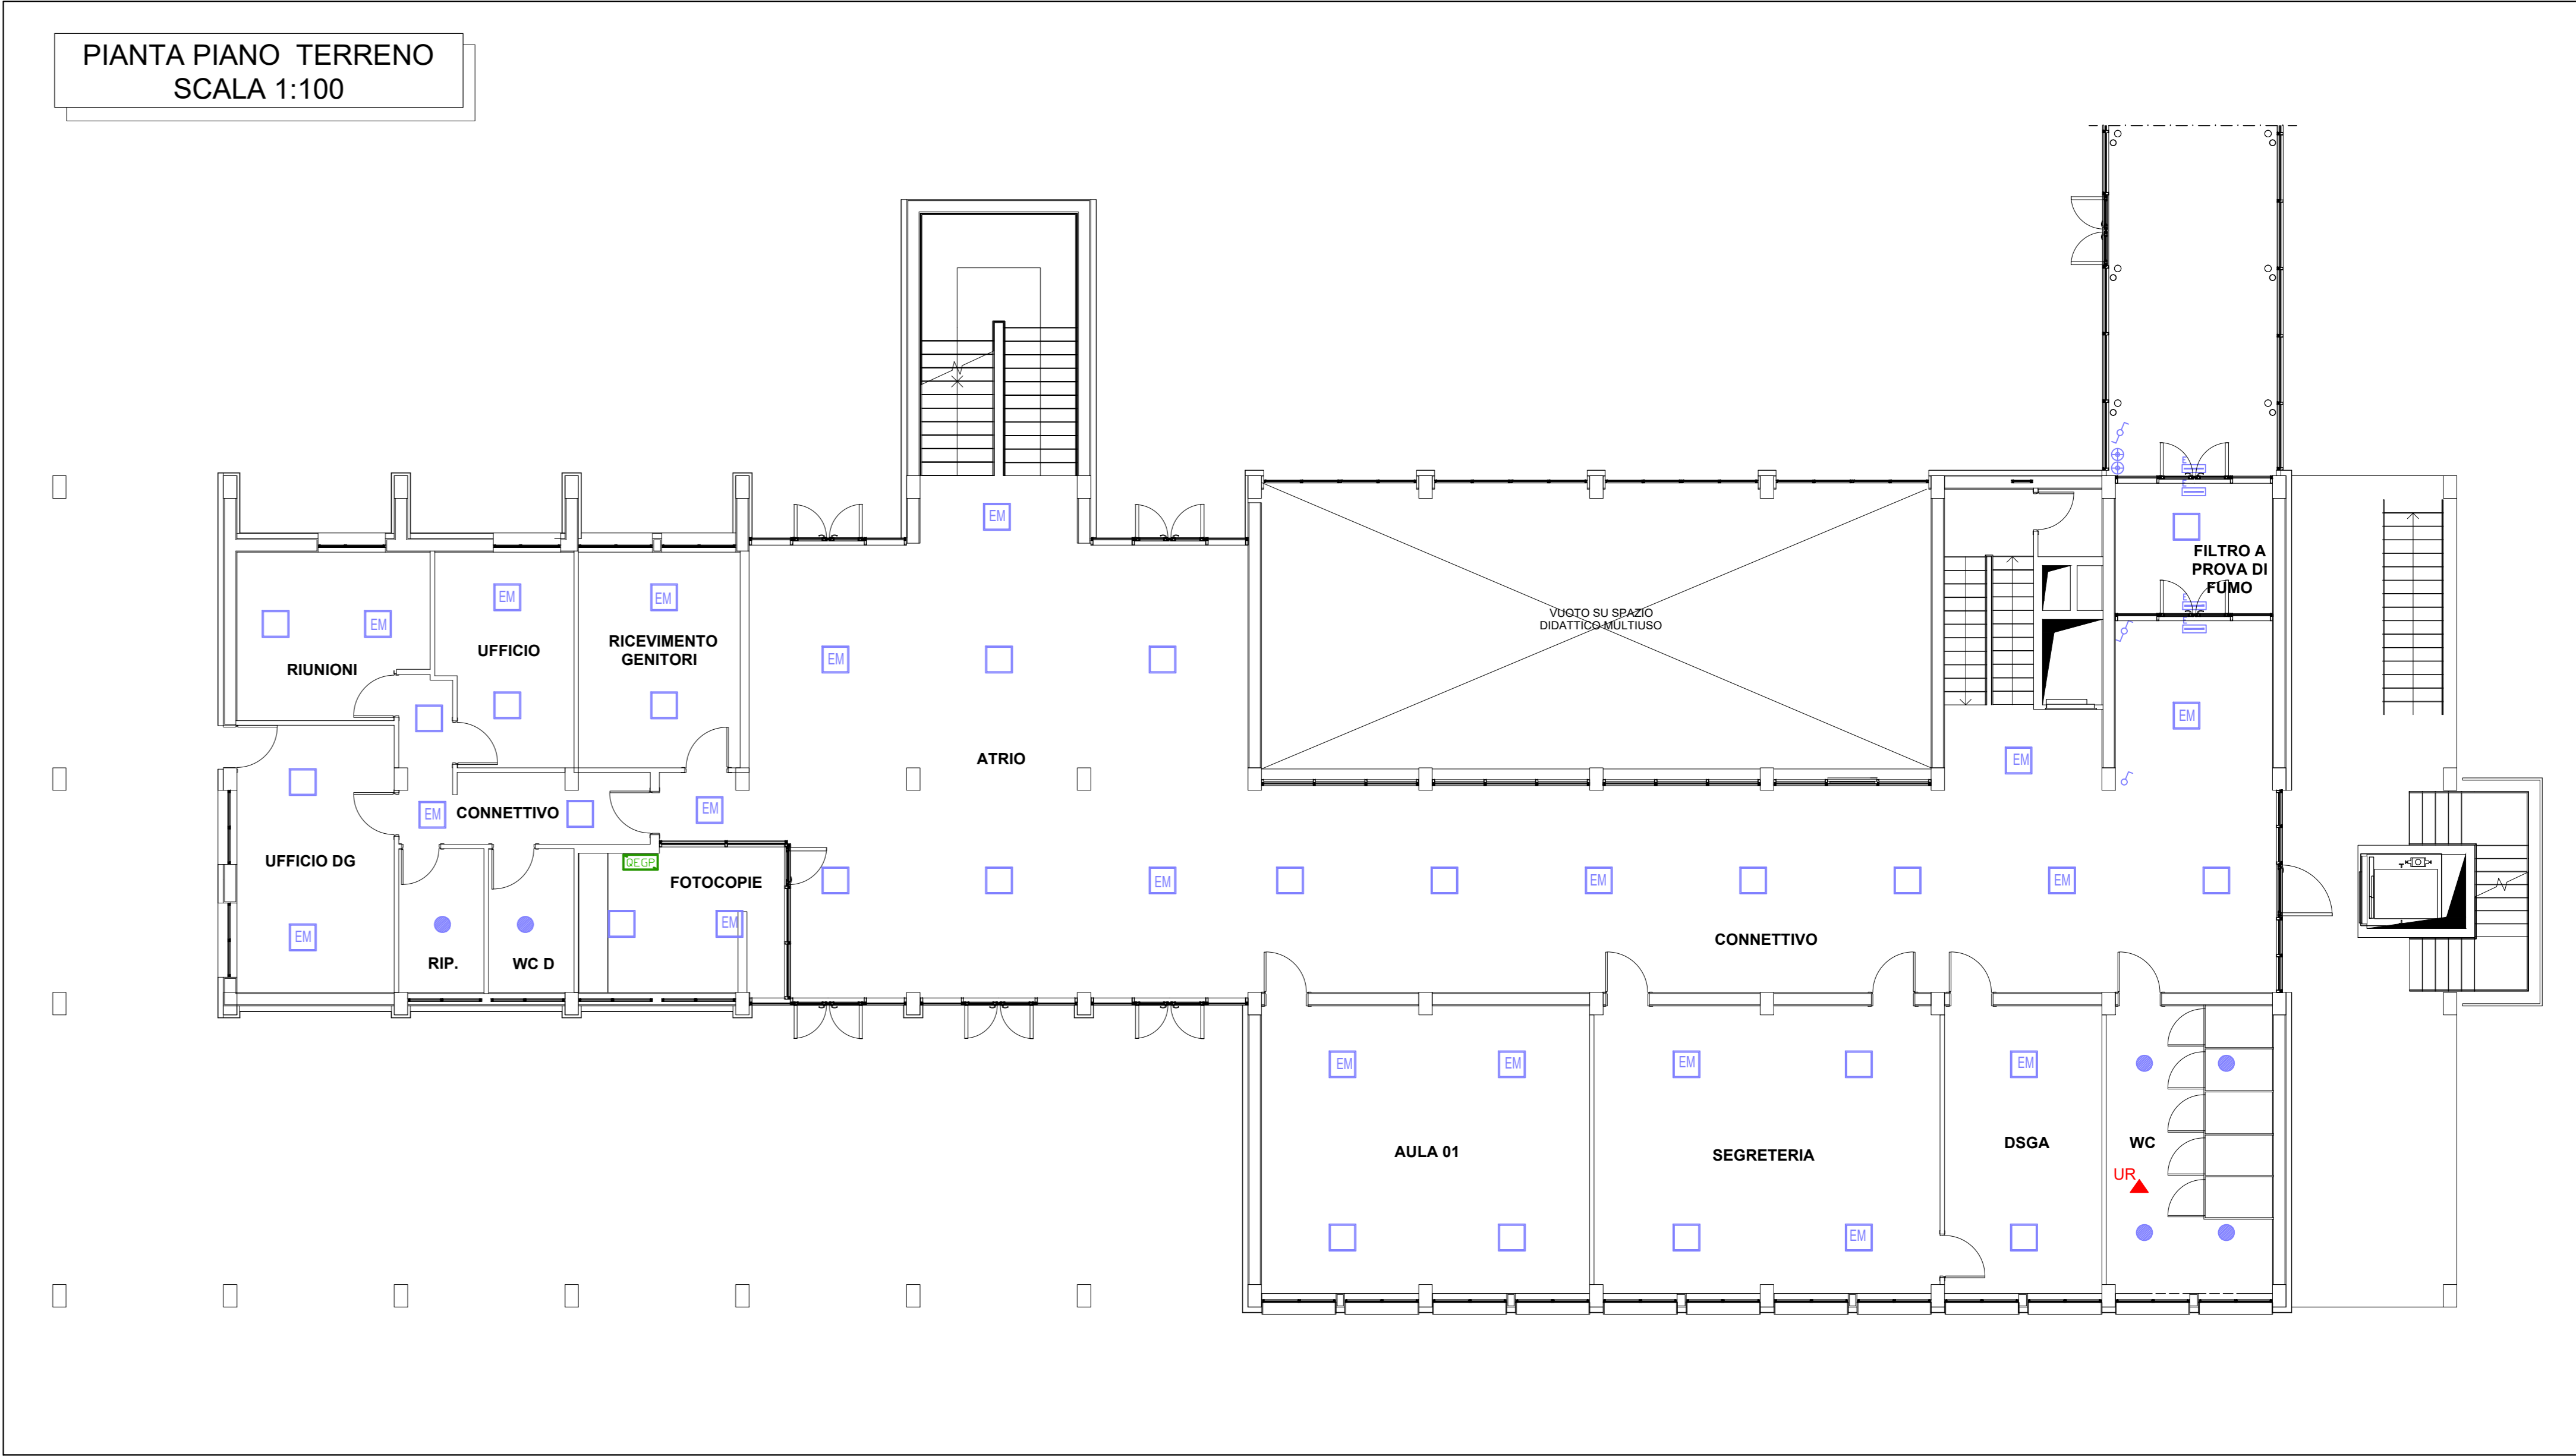 PIANTA PIANO TERRENO
SCALA 1:100
EM
E
E
FILTRO A
PROVA DI
FUMO
E
E
EM
EM
EM
RIUNIONI
UFFICIO
RICEVIMENTO
GENITORI
EM
VUOTO SU SPAZIO
DIDATTICO MULTIUSO
EM
EM
ATRIO
EM
CONNETTIVO
EM
UFFICIO DG
QEGP
FOTOCOPIE
EM
EM
EM
EM
EM
RIP.
WC D
CONNETTIVO
EM
EM
EM
EM
AULA 01
SEGRETERIA
DSGA
WC
UR
EM